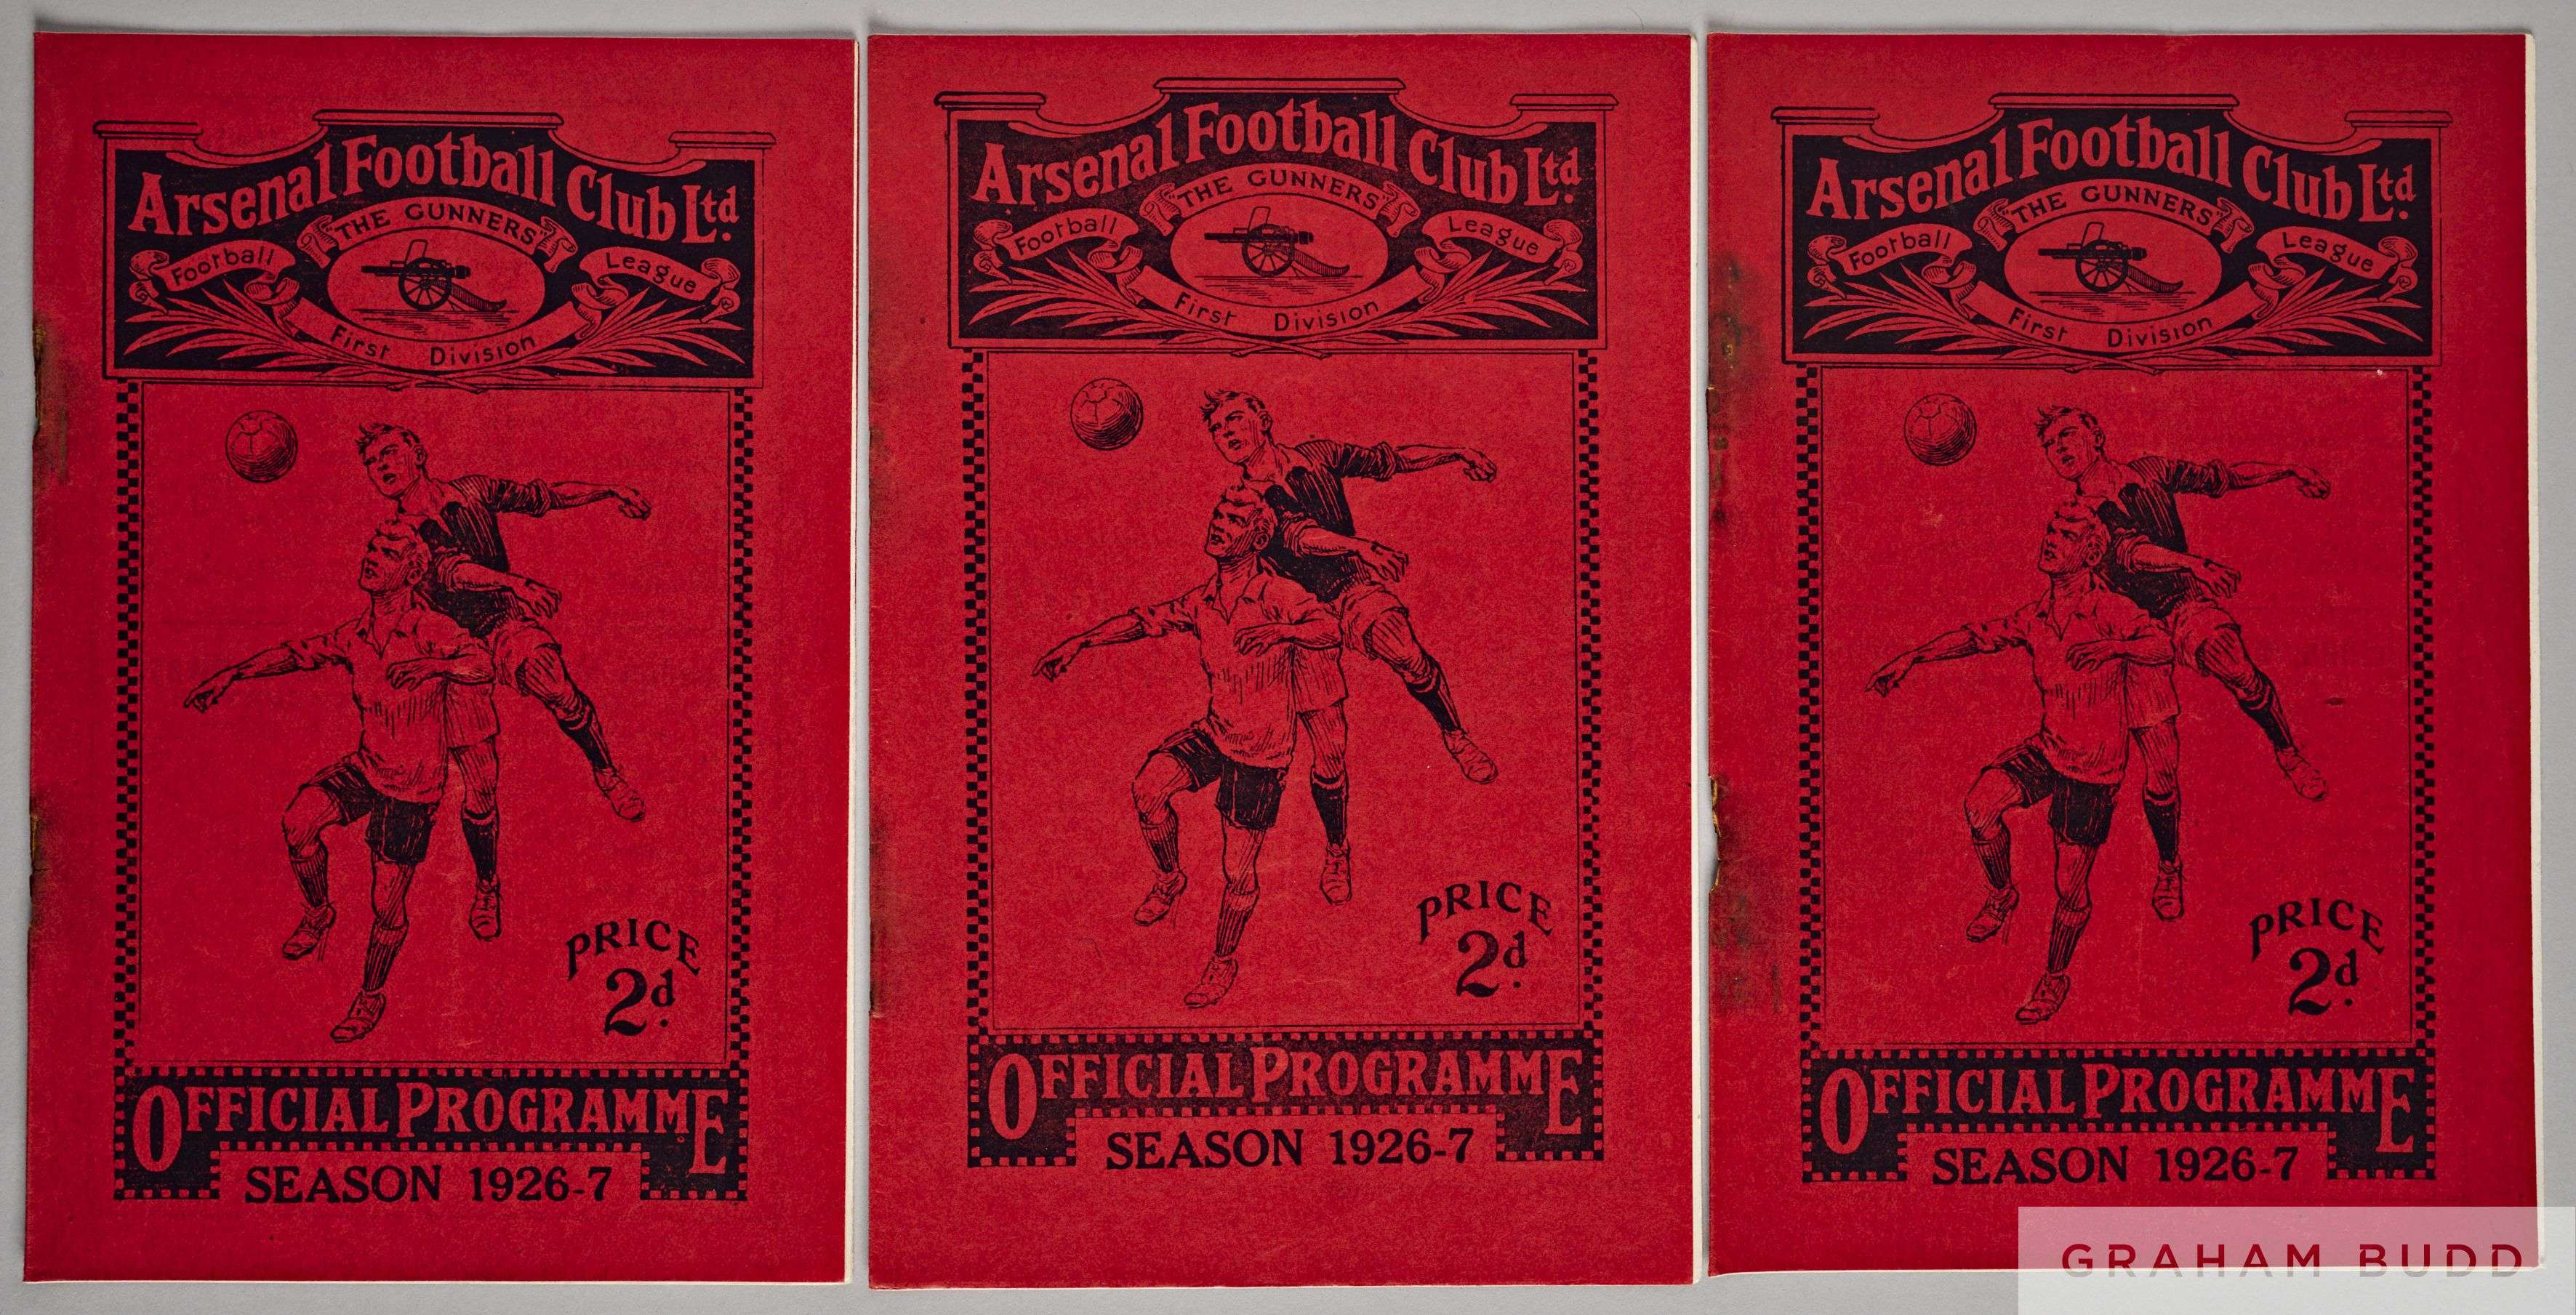 Arsenal Football Club Ltd.
"THE GUNNERS"
Football League
First Division
PRICE
2d.
OFFICIAL PROGRAMME
SEASON 1926-7
Arsenal Football Club Ltd.
"THE GUNNERS"
Football League
First Division
PRICE
2d.
OFFICIAL PROGRAMME
SEASON 1926-7
Arsenal Football Club Ltd.
"THE GUNNERS"
Football League
First Division
PRICE
2d.
OFFICIAL PROGRAMME
SEASON 1926-7
GRAHAM BUDD